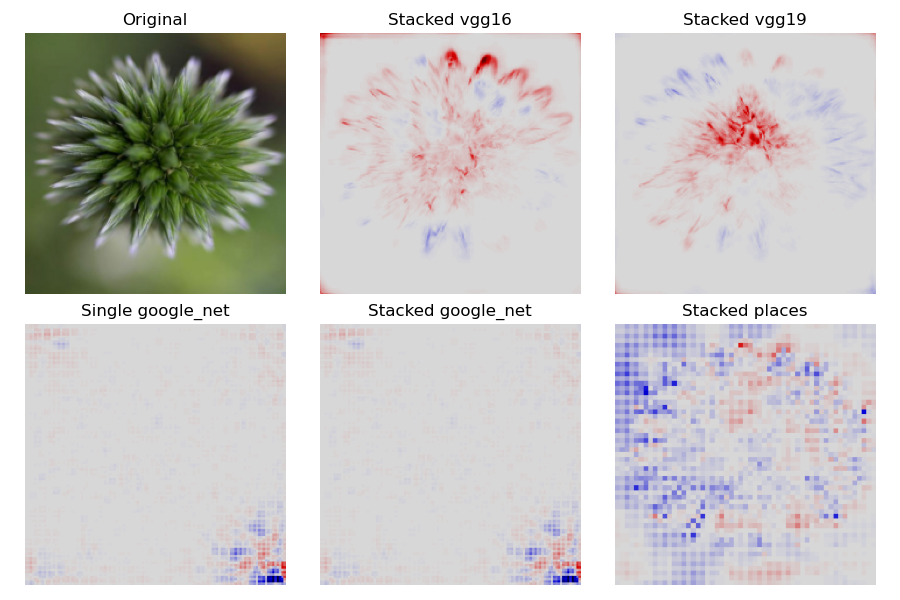 Original
Stacked vgg16
Stacked vgg19
Single google_net
Stacked google_net
Stacked places